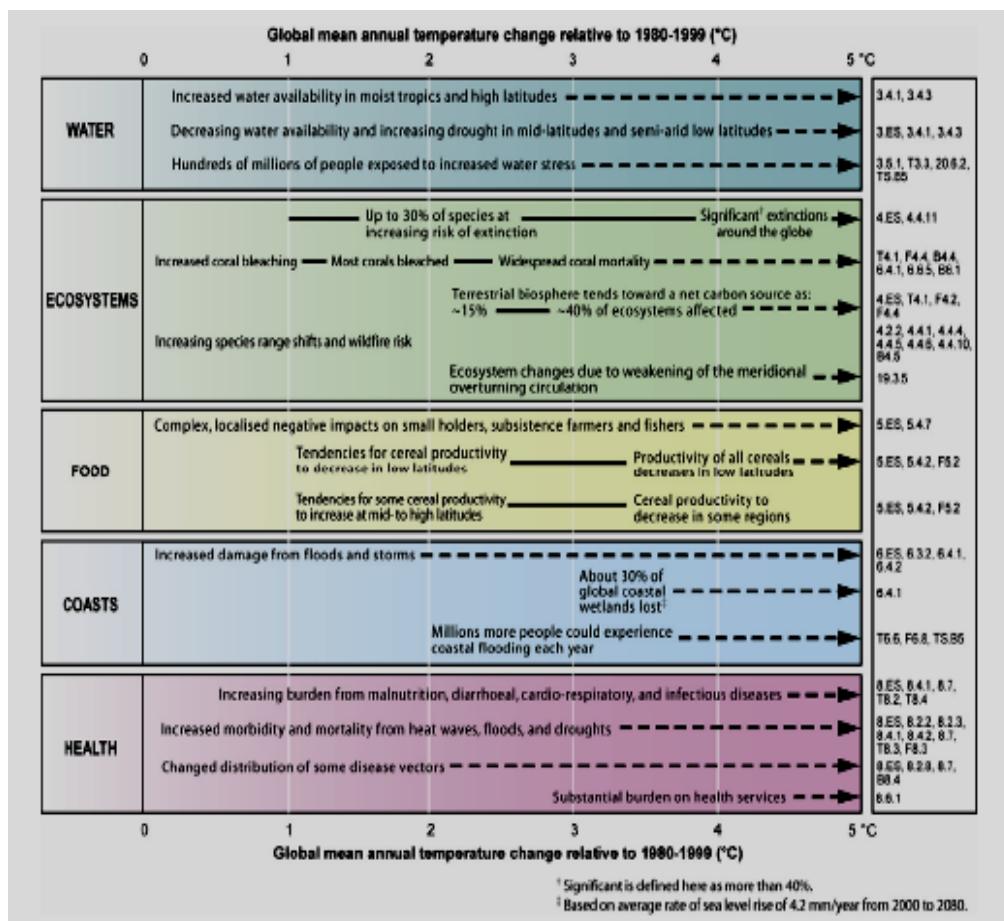 Global mean annual temperature change relative to 1980-1999 (°C)
0 1 2 3 4 5 °C
WATER
Increased water availability in moist tropics and high latitudes
3.4.1, 3.4.3
Decreasing water availability and increasing drought in mid-latitudes and semi-arid low latitudes
3.ES, 3.4.1, 3.4.3
Hundreds of millions of people exposed to increased water stress
3.5.1, T3.3, 20.6.2,
TS.B5
ECOSYSTEMS
Up to 30% of species at
increasing risk of extinction
Significant† extinctions
around the globe
4.ES, 4.4.11
Increased coral bleaching
Most corals bleached
Widespread coral mortality
T4.1, F4.4, B4.4,
6.4.1, 6.6.5, B6.1
Terrestrial biosphere tends toward a net carbon source as:
~15%
~40% of ecosystems affected
4.ES, T4.1, F4.2,
F4.4
Increasing species range shifts and wildfire risk
4.2.2, 4.4.1, 4.4.4,
4.4.5, 4.4.6, 4.4.10,
B4.5
Ecosystem changes due to weakening of the meridional
overturning circulation
19.3.5
FOOD
Complex, localised negative impacts on small holders, subsistence farmers and fishers
5.ES, 5.4.7
Tendencies for cereal productivity
to decrease in low latitudes
Productivity of all cereals
decreases in low latitudes
5.ES, 5.4.2, F5.2
Tendencies for some cereal productivity
to increase at mid- to high latitudes
Cereal productivity to
decrease in some regions
5.ES, 5.4.2, F5.2
COASTS
Increased damage from floods and storms
6.ES, 6.3.2, 6.4.1,
6.4.2
About 30% of
global coastal
wetlands lost‡
6.4.1
Millions more people could experience
coastal flooding each year
T6.6, F6.8, TS.B5
HEALTH
Increasing burden from malnutrition, diarrhoeal, cardio-respiratory, and infectious diseases
8.ES, 8.4.1, 8.7,
T8.2, T8.4
Increased morbidity and mortality from heat waves, floods, and droughts
8.ES, 8.2.2, 8.2.3,
8.4.1, 8.4.2, 8.7,
T8.3, F8.3
Changed distribution of some disease vectors
8.ES, 8.2.8, 8.7,
B8.4
Substantial burden on health services
8.6.1
0 1 2 3 4 5 °C
Global mean annual temperature change relative to 1980-1999 (°C)
† Significant is defined here as more than 40%.
‡ Based on average rate of sea level rise of 4.2 mm/year from 2000 to 2080.